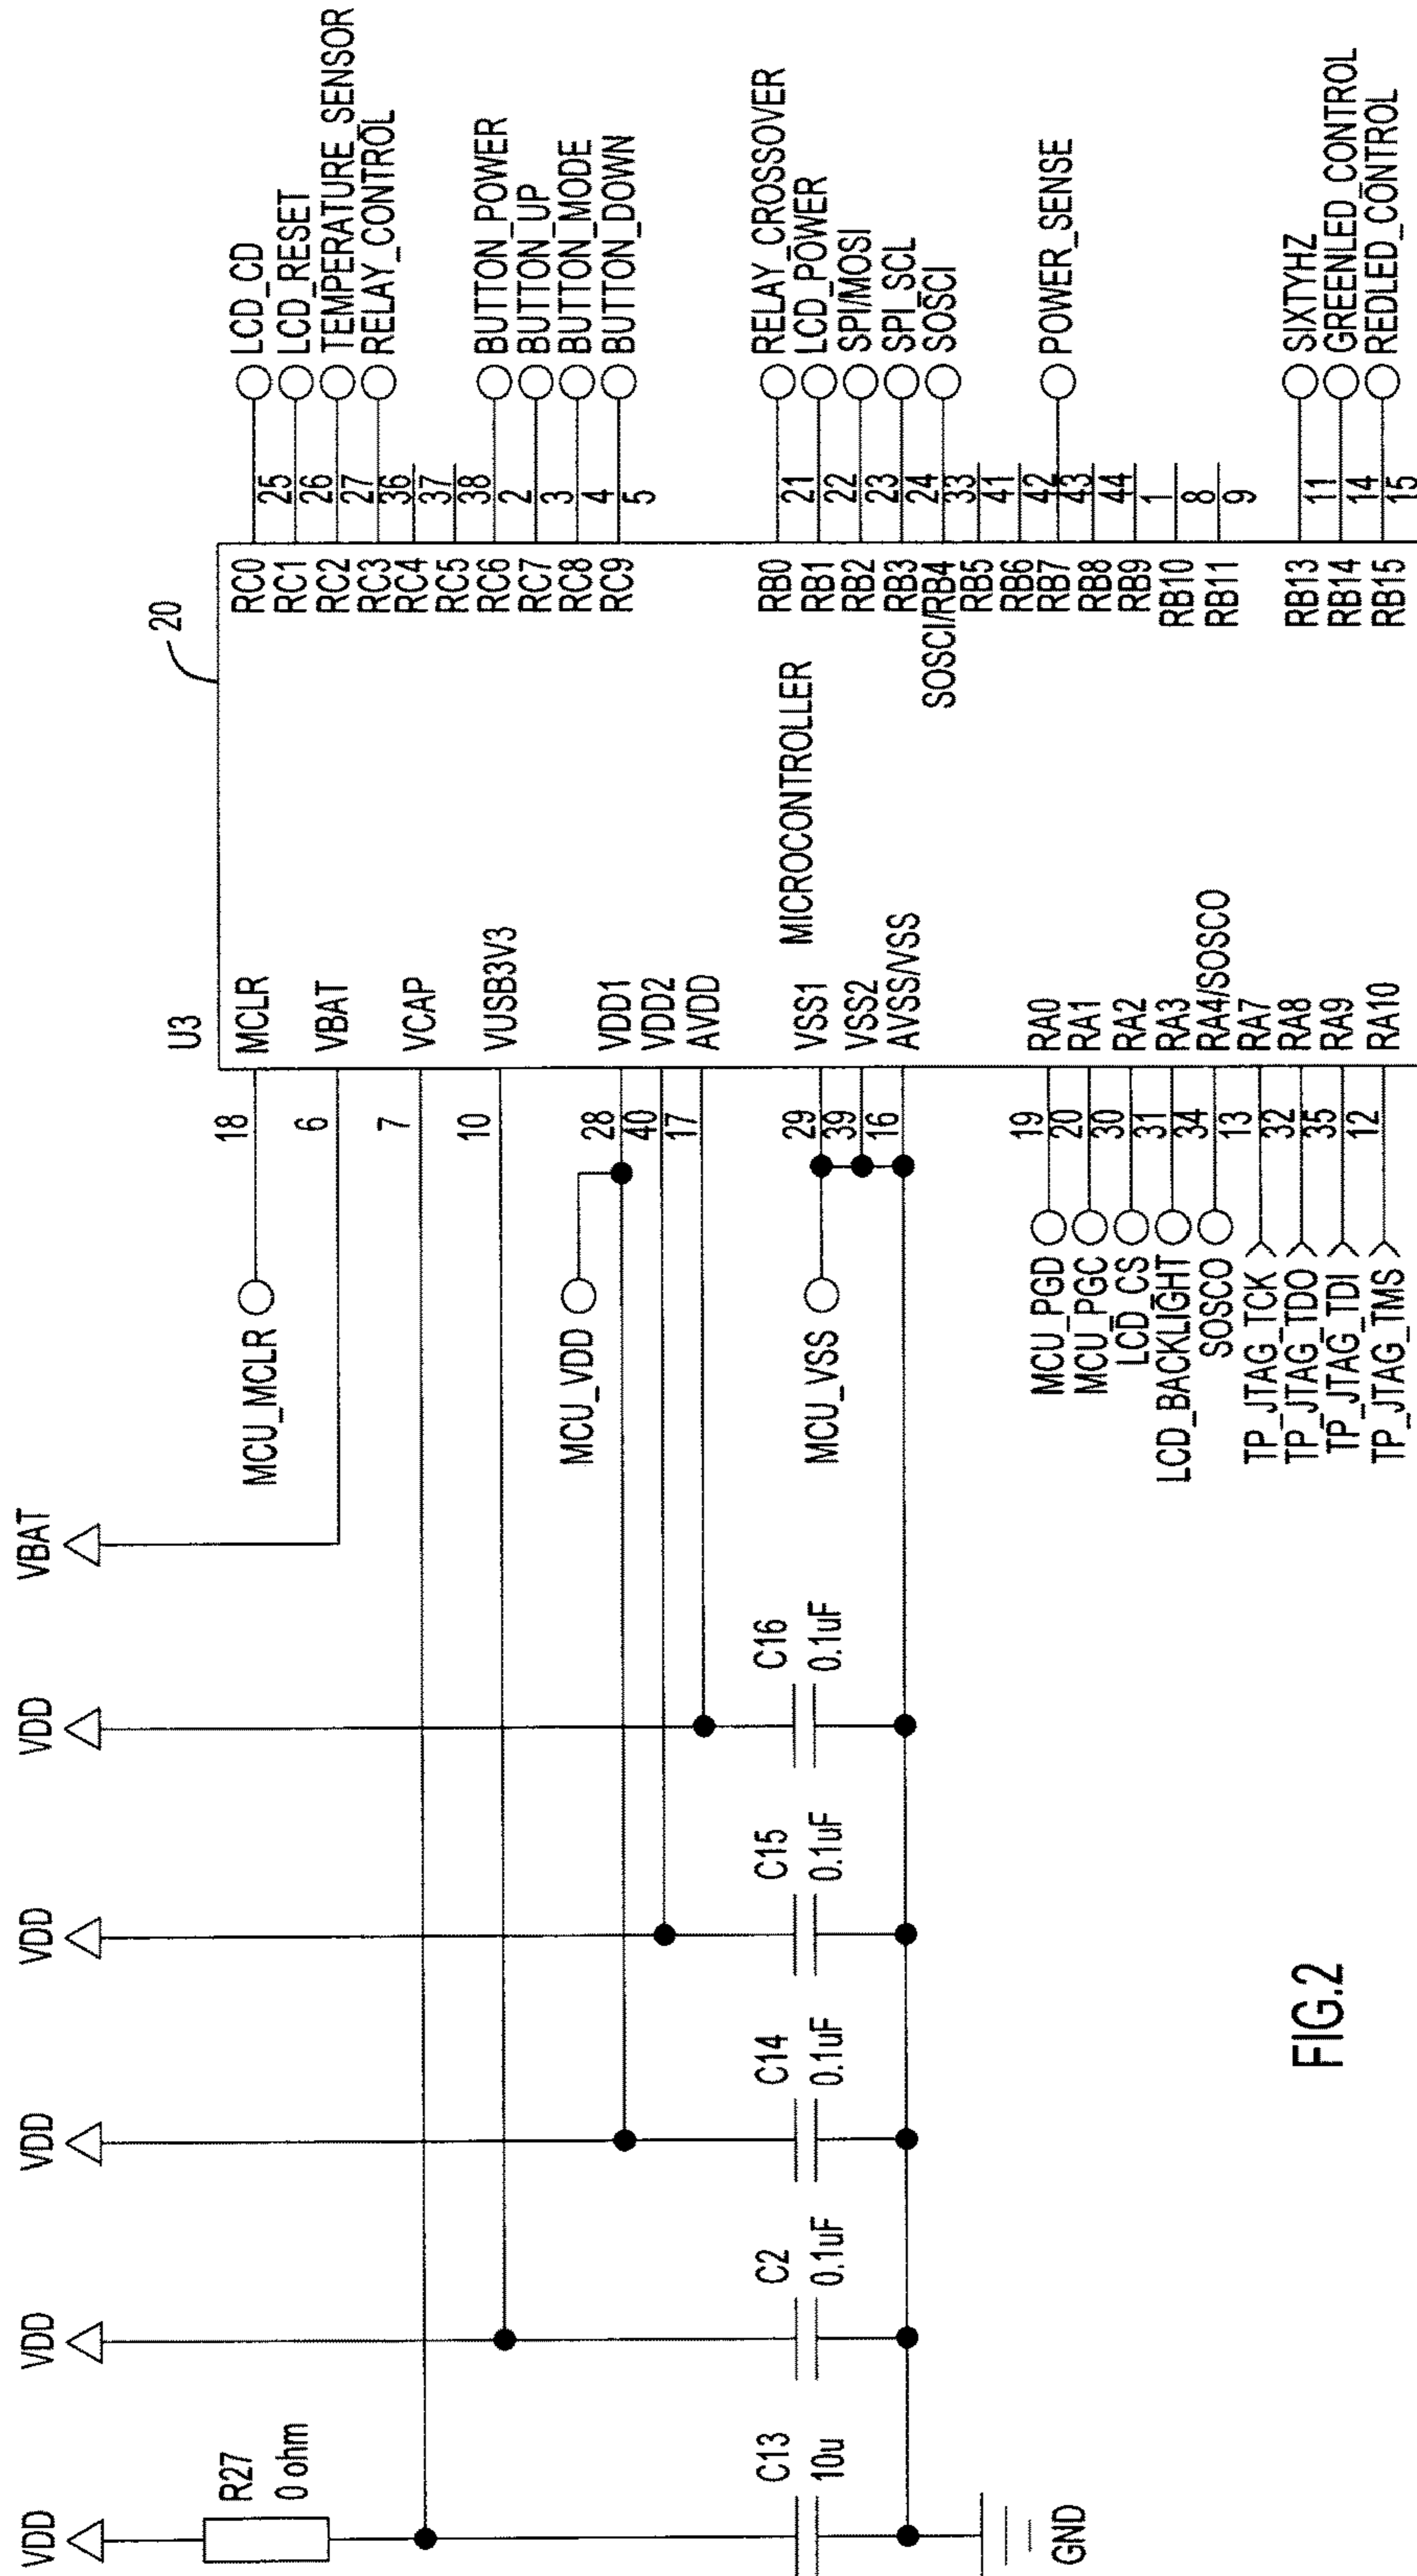 VDD
VDD
VDD
VDD
VDD
VBAT
R27
0 ohm
C13
10u
C2
0.1uF
C14
0.1uF
C15
0.1uF
C16
0.1uF
GND
MCU_MCLR
MCU_VDD
MCU_VSS
U3
20
MICROCONTROLLER
18 MCLR
6 VBAT
7 VCAP
10 VUSB3V3
28 VDD1
40 VDD2
17 AVDD
29 VSS1
39 VSS2
16 AVSS/VSS
MCU_PGD 19 RA0
MCU_PGC 20 RA1
LCD_CS 30 RA2
LCD_BACKLIGHT 31 RA3
SOSCO 34 RA4/SOSCO
TP_JTAG_TCK 13 RA7
TP_JTAG_TDO 32 RA8
TP_JTAG_TDI 35 RA9
TP_JTAG_TMS 12 RA10
RC0 25 LCD_CD
RC1 26 LCD_RESET
RC2 27 TEMPERATURE_SENSOR
RC3 36 RELAY_CONTROL
RC4 37
RC5 38
RC6 2 BUTTON_POWER
RC7 3 BUTTON_UP
RC8 4 BUTTON_MODE
RC9 5 BUTTON_DOWN
RB0 21 RELAY_CROSSOVER
RB1 22 LCD_POWER
RB2 23 SPI/MOSI
RB3 24 SPI_SCL
SOSCI/RB4 33 SOSCI
RB5 41
RB6 42
RB7 43 POWER_SENSE
RB8 44
RB9 1
RB10 8
RB11 9
RB13 11 SIXTYHZ
RB14 14 GREENLED_CONTROL
RB15 15 REDLED_CONTROL
FIG.2